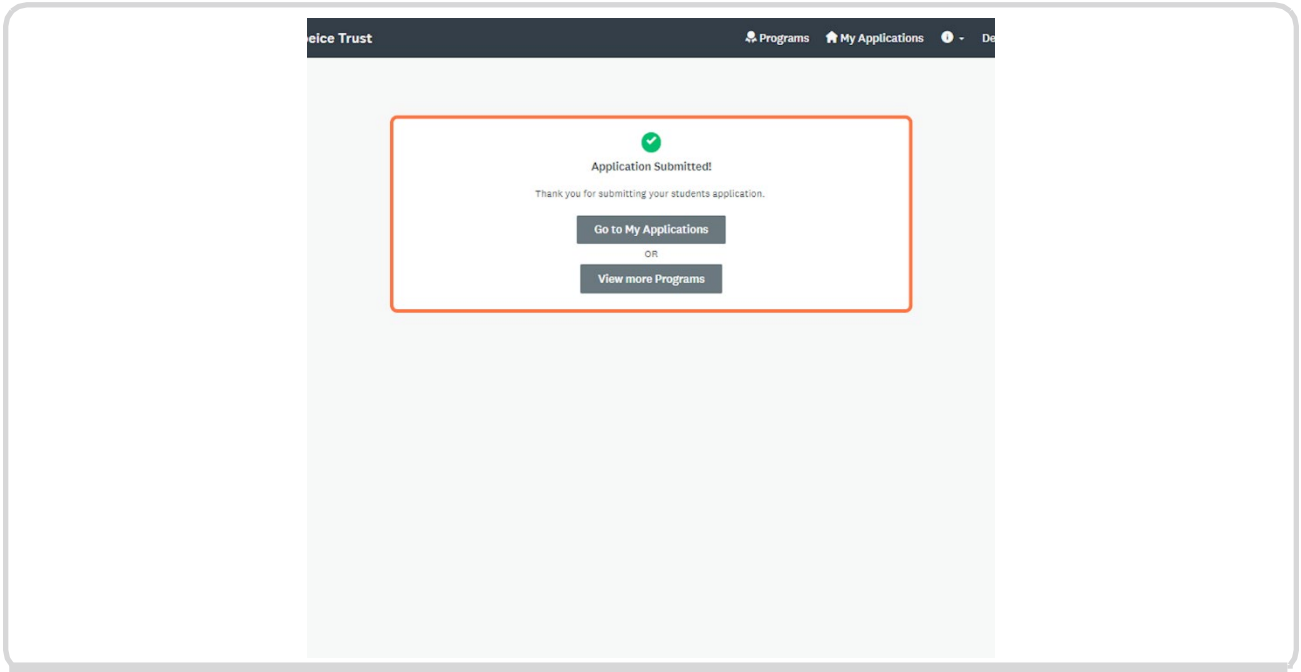 eice Trust
Programs
My Applications
De
Application Submitted!
Thank you for submitting your students application.
Go to My Applications
OR
View more Programs